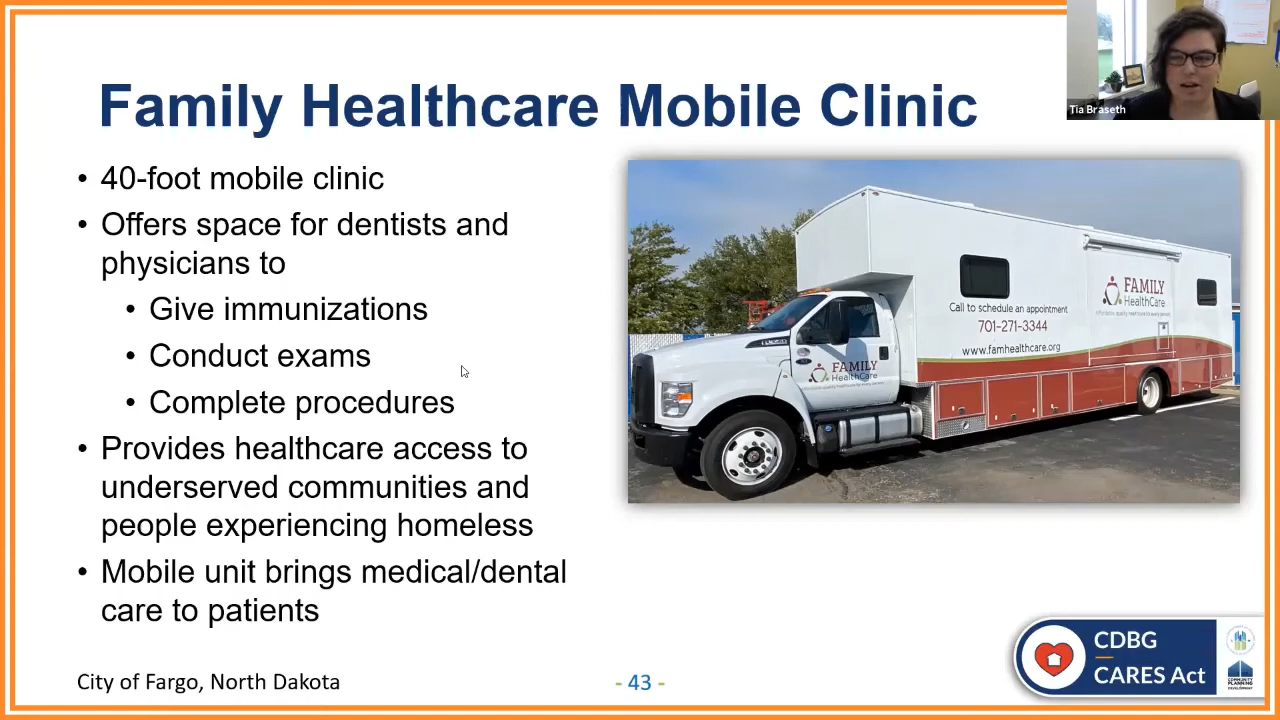 Family Healthcare Mobile Clinic
Tia Braseth
• 40-foot mobile clinic
• Offers space for dentists and
physicians to
• Give immunizations
• Conduct exams
• Complete procedures
• Provides healthcare access to
underserved communities and
people experiencing homeless
• Mobile unit brings medical/dental
care to patients
Call to schedule an appointment
701-271-3344
www.famhealthcare.org
FAMILY
HealthCare
FAMILY
HealthCare
CDBG
CARES Act
COMMUNITY
PLANNING
DEVELOPMENT
City of Fargo, North Dakota
- 43 -